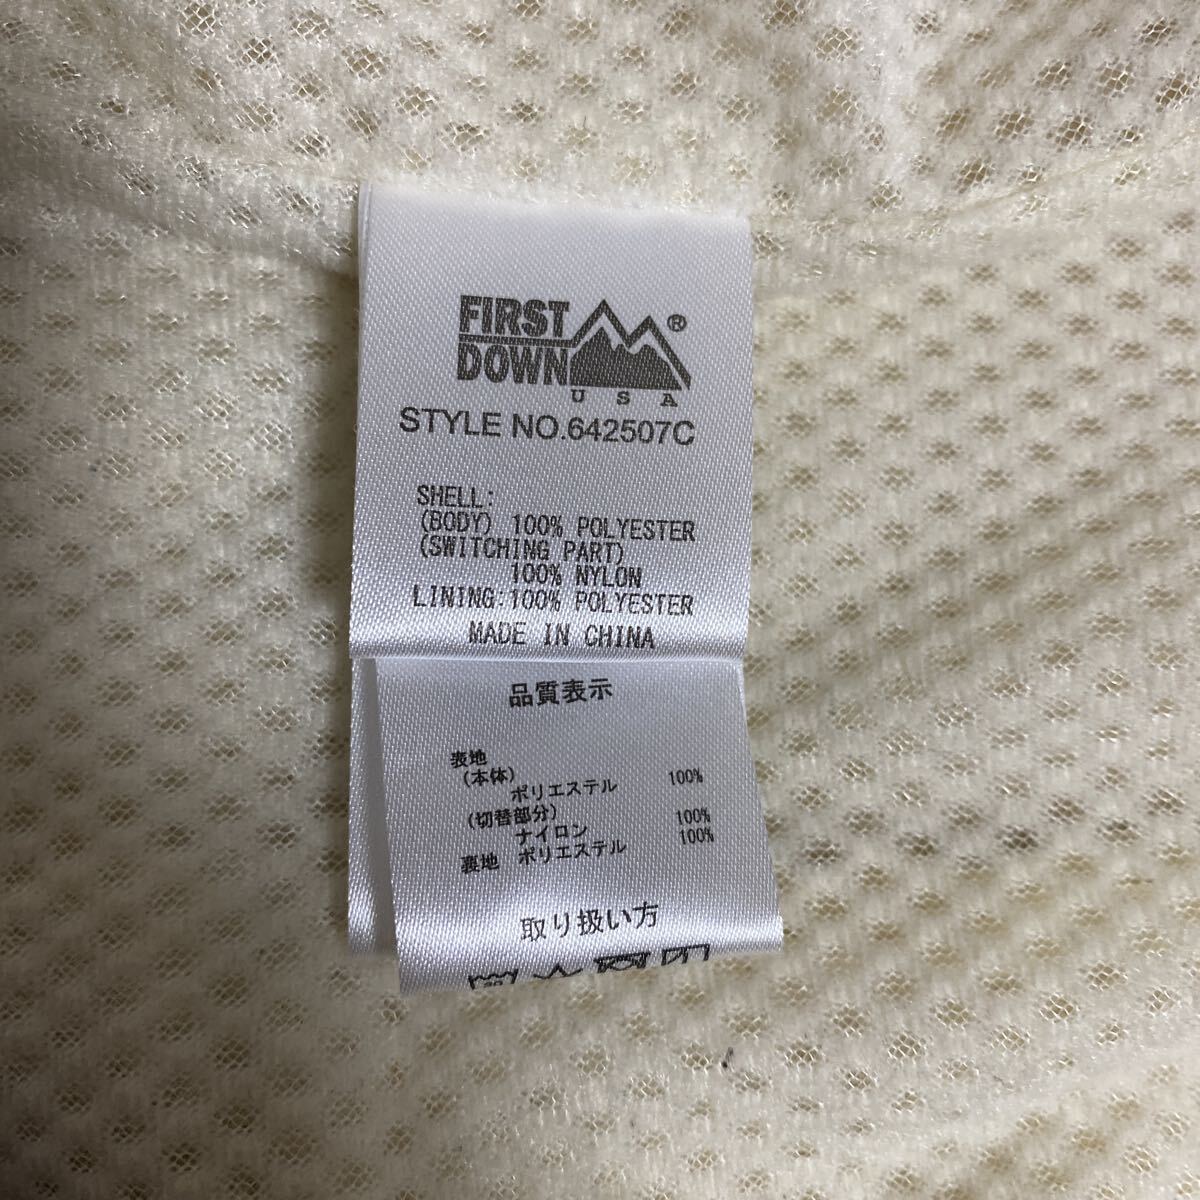 FIRST
DOWN
®
USA
STYLE NO.642507C
SHELL:
(BODY) 100% POLYESTER
(SWITCHING PART)
100% NYLON
LINING:100% POLYESTER
MADE IN CHINA
品質表示
表地
(本体)
ポリエステル 100%
(切替部分)
ナイロン 100%
裏地 ポリエステル 100%
取り扱い方